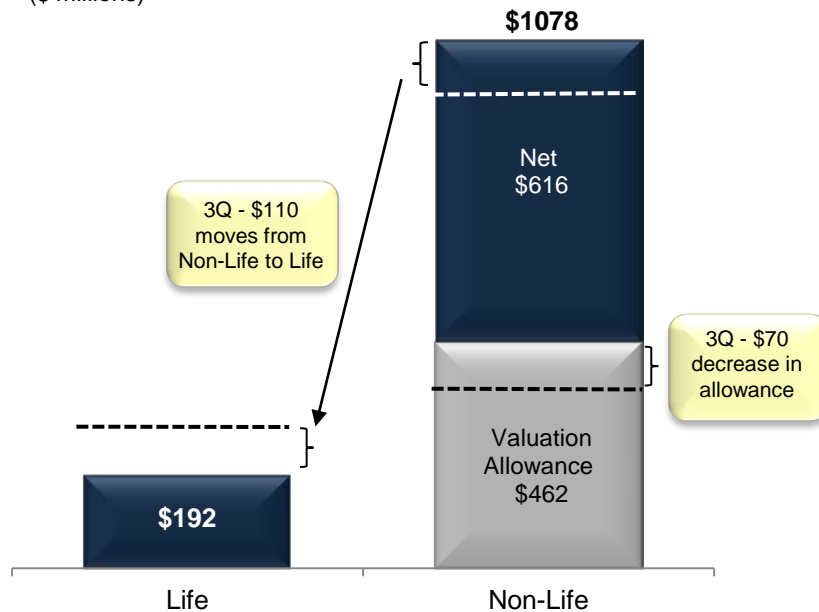 ($ millions)
$1078
Net
$616
3Q - $110
moves from
Non-Life to Life
3Q - $70
decrease in
allowance
Valuation
Allowance
$462
$192
Life
Non-Life